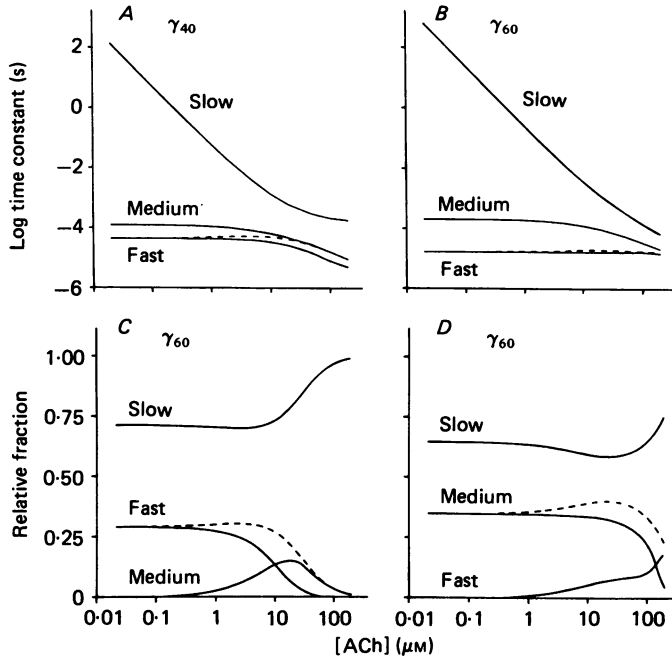 A γ40 B γ60
Log time constant (s)
2
0
−2
−4
−6
Slow
Medium
Fast
Slow
Medium
Fast
C γ60 D γ60
Relative fraction
1·00
0·75
0·50
0·25
0
Slow
Fast
Medium
Slow
Medium
Fast
0·01 0·1 1 10 100 0·01 0·1 1 10 100
[ACh] (μM)